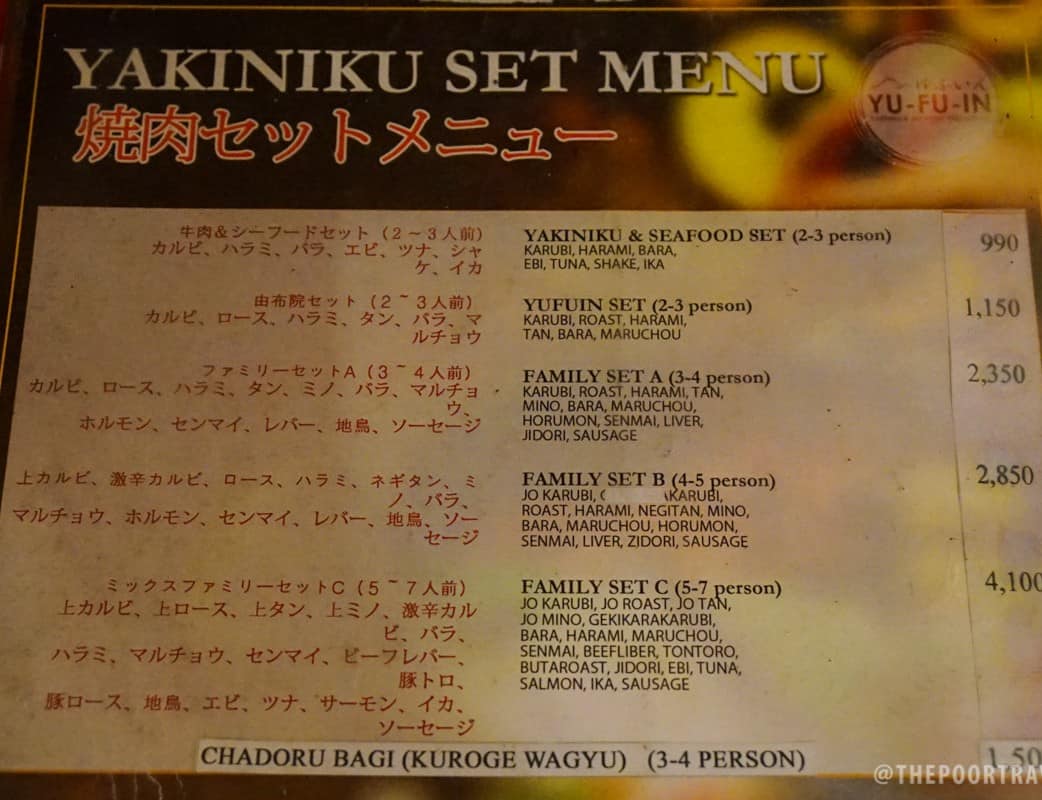 YAKINIKU SET MENU
焼肉セットメニュー
YU-FU-IN
牛肉&シーフードセット (2~3人前)
カルビ、ハラミ、バラ、エビ、ツナ、シャ
ケ、イカ
YAKINIKU & SEAFOOD SET (2-3 person)
KARUBI, HARAMI, BARA,
EBI, TUNA, SHAKE, IKA
990
由布院セット (2~3人前)
カルビ、ロース、ハラミ、タン、バラ、マ
ルチョウ
YUFUIN SET (2-3 person)
KARUBI, ROAST, HARAMI,
TAN, BARA, MARUCHOU
1,150
ファミリーセットA (3~4人前)
カルビ、ロース、ハラミ、タン、ミノ、バラ、マルチョ
ウ、
ホルモン、センマイ、レバー、地鳥、ソーセージ
FAMILY SET A (3-4 person)
KARUBI, ROAST, HARAMI, TAN,
MINO, BARA, MARUCHOU,
HORUMON, SENMAI, LIVER,
JIDORI, SAUSAGE
2,350
上カルビ、激辛カルビ、ロース、ハラミ、ネギタン、ミ
ノ、バラ、
マルチョウ、ホルモン、センマイ、レバー、地鳥、ソー
セージ
FAMILY SET B (4-5 person)
JO KARUBI, KARUBI,
ROAST, HARAMI, NEGITAN, MINO,
BARA, MARUCHOU, HORUMON,
SENMAI, LIVER, ZIDORI, SAUSAGE
2,850
ミックスファミリーセットC (5~7人前)
上カルビ、上ロース、上タン、上ミノ、激辛カル
ビ、バラ、
ハラミ、マルチョウ、センマイ、ビーフレバー、
豚トロ、
豚ロース、地鳥、エビ、ツナ、サーモン、イカ、
ソーセージ
FAMILY SET C (5-7 person)
JO KARUBI, JO ROAST, JO TAN,
JO MINO, GEKIKARAKARUBI,
BARA, HARAMI, MARUCHOU,
SENMAI, BEEFLIBER, TONTORO,
BUTAROAST, JIDORI, EBI, TUNA,
SALMON, IKA, SAUSAGE
4,100
CHADORU BAGI (KUROGE WAGYU) (3-4 PERSON)
@THEPOORTRA